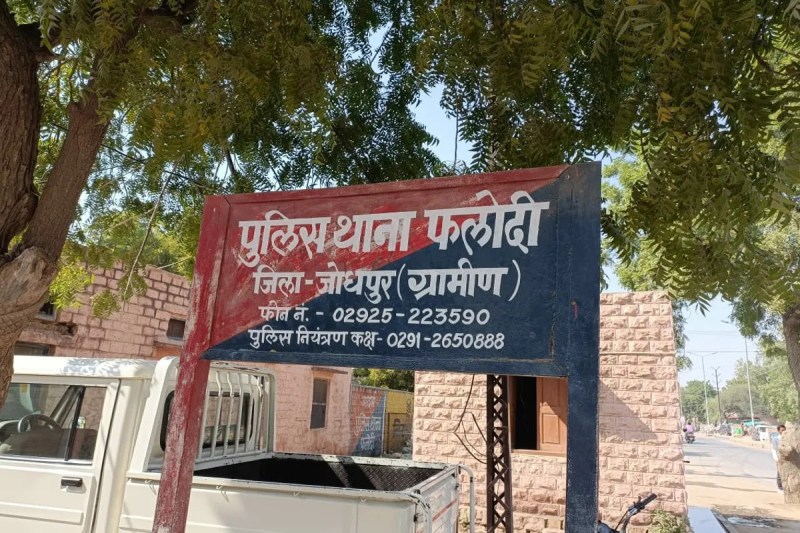 पुलिस थाना फलोदी
जिला-जोधपुर (ग्रामीण)
फोन न. - 02925-223590
पुलिस नियंत्रण कक्ष- 0291-2650888